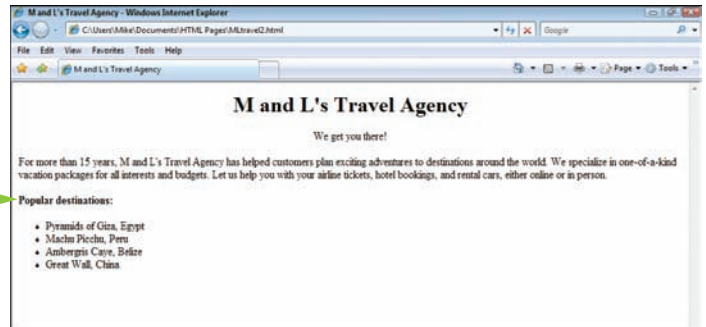 M and L's Travel Agency - Windows Internet Explorer
C:\Users\Mike\Documents\HTML Pages\MLtravel2.html
Google
File Edit View Favorites Tools Help
M and L's Travel Agency
Page Tools
M and L's Travel Agency
We get you there!
For more than 15 years, M and L's Travel Agency has helped customers plan exciting adventures to destinations around the world. We specialize in one-of-a-kind
vacation packages for all interests and budgets. Let us help you with your airline tickets, hotel bookings, and rental cars, either online or in person.
Popular destinations:
• Pyramids of Giza, Egypt
• Machu Picchu, Peru
• Ambergris Caye, Belize
• Great Wall, China